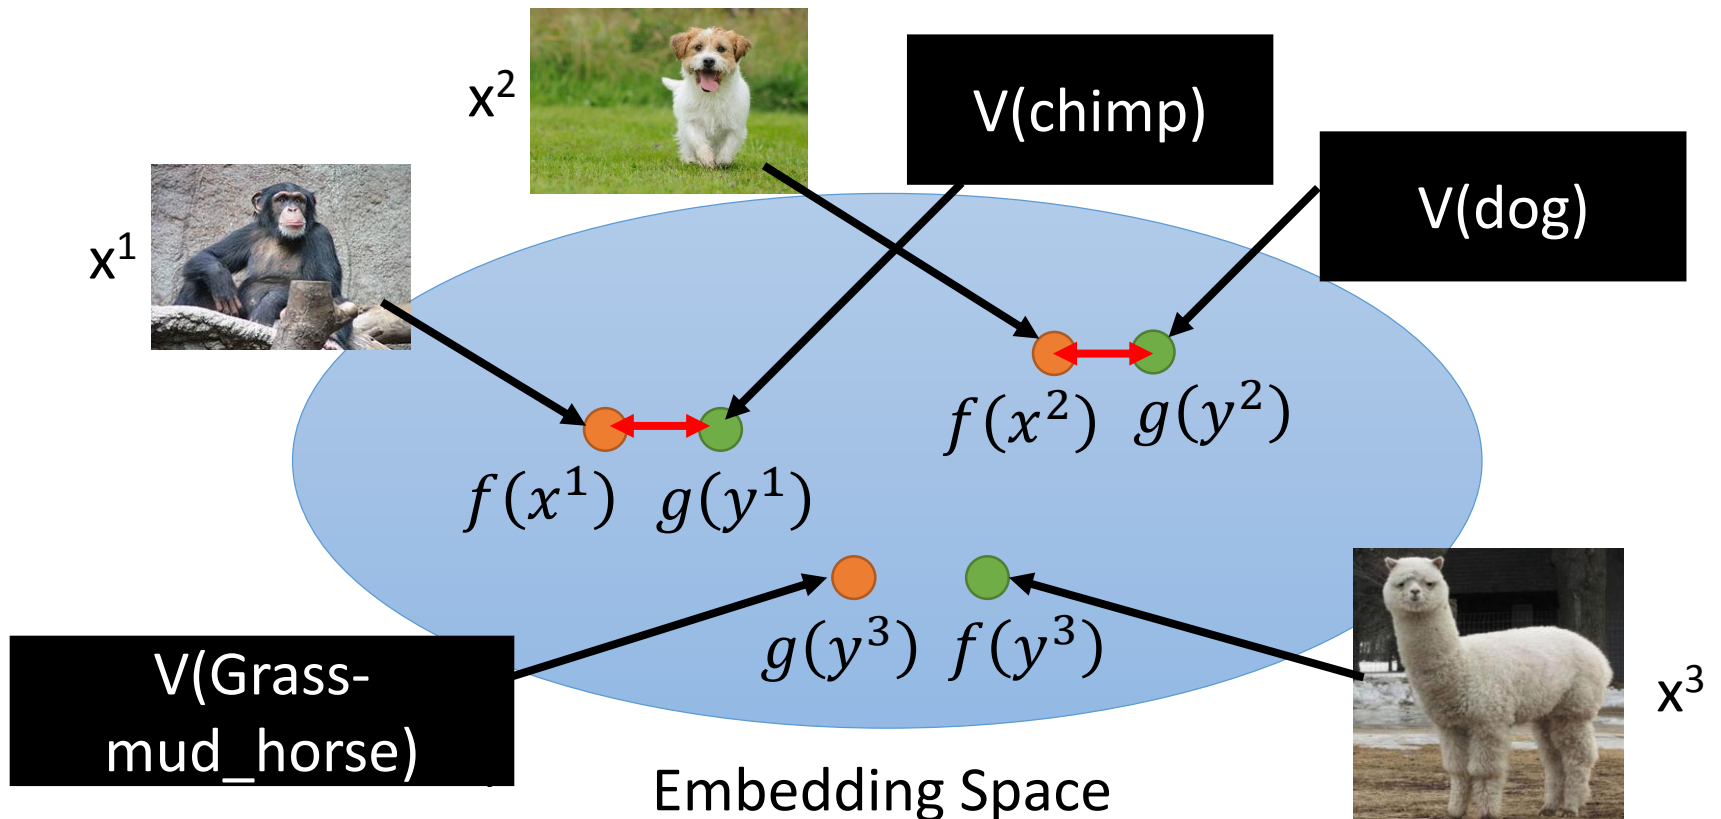 x²
V(chimp)
V(dog)
x¹
f(x²) g(y²)
f(x¹) g(y¹)
g(y³) f(y³)
V(Grass-
mud_horse)
x³
Embedding Space